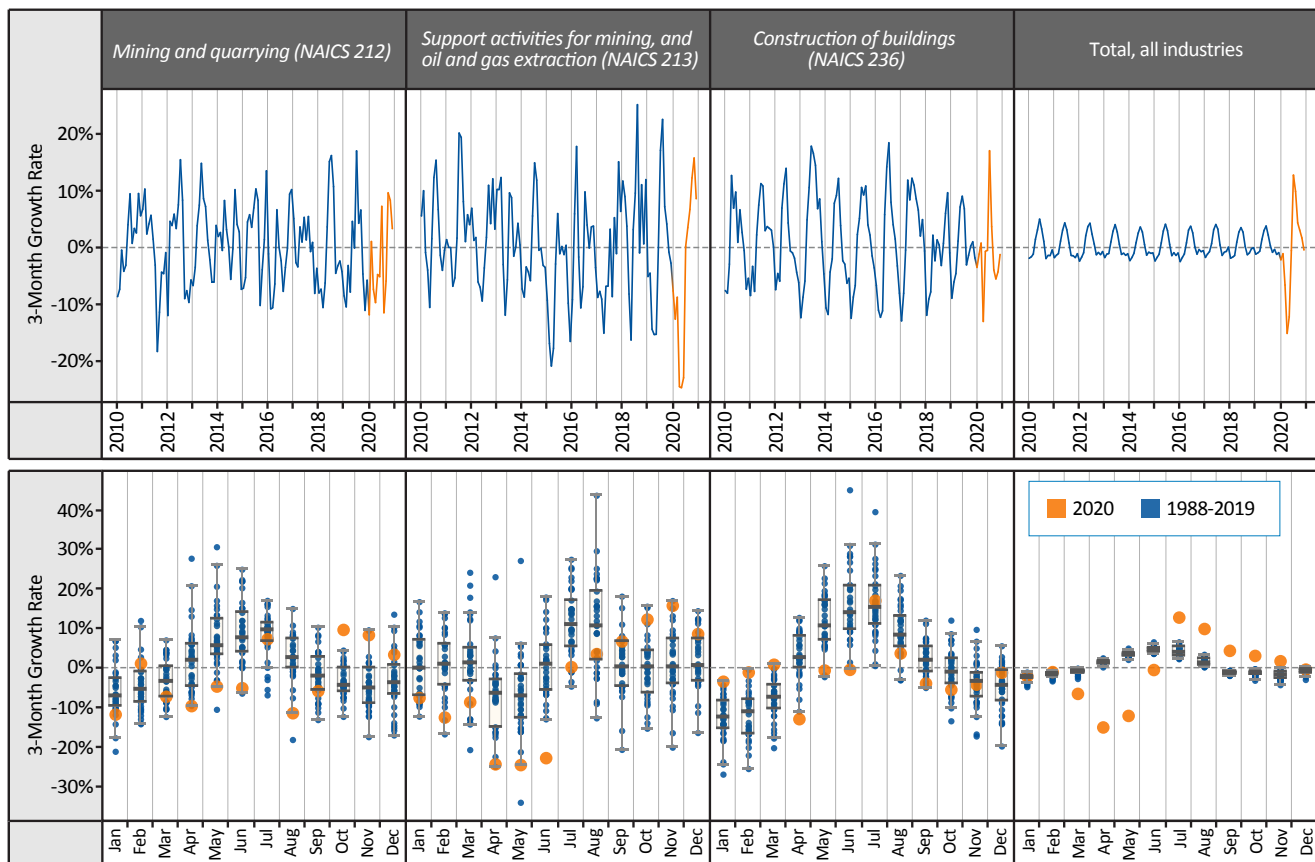 Mining and quarrying (NAICS 212)
Support activities for mining, and
oil and gas extraction (NAICS 213)
Construction of buildings
(NAICS 236)
Total, all industries
3-Month Growth Rate
20%
10%
0%
-10%
-20%
2010
2012
2014
2016
2018
2020
2010
2012
2014
2016
2018
2020
2010
2012
2014
2016
2018
2020
2010
2012
2014
2016
2018
2020
3-Month Growth Rate
40%
30%
20%
10%
0%
-10%
-20%
-30%
2020
1988-2019
Jan
Feb
Mar
Apr
May
Jun
Jul
Aug
Sep
Oct
Nov
Dec
Jan
Feb
Mar
Apr
May
Jun
Jul
Aug
Sep
Oct
Nov
Dec
Jan
Feb
Mar
Apr
May
Jun
Jul
Aug
Sep
Oct
Nov
Dec
Jan
Feb
Mar
Apr
May
Jun
Jul
Aug
Sep
Oct
Nov
Dec